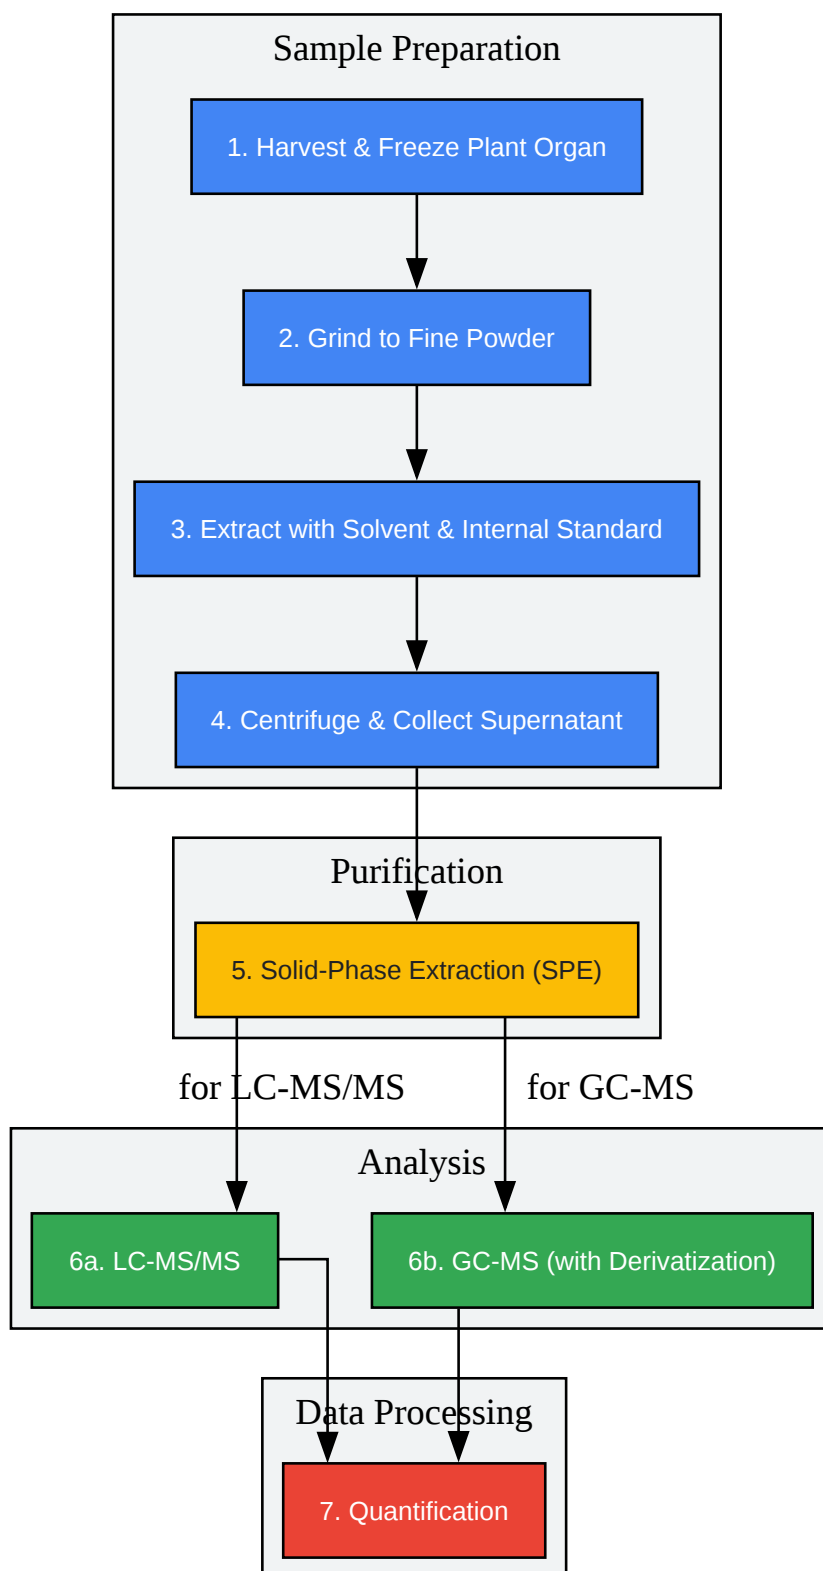 Sample Preparation
1. Harvest & Freeze Plant Organ
2. Grind to Fine Powder
3. Extract with Solvent & Internal Standard
4. Centrifuge & Collect Supernatant
Purification
5. Solid-Phase Extraction (SPE)
for LC-MS/MS
for GC-MS
Analysis
6a. LC-MS/MS
6b. GC-MS (with Derivatization)
Data Processing
7. Quantification